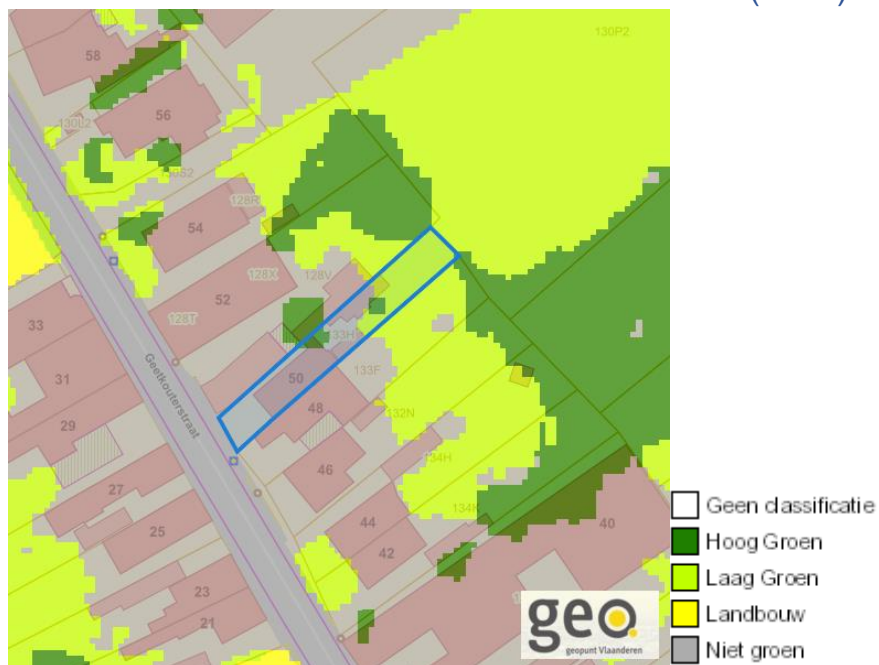 130P2
58
56
130L2
128R
54
128X
128V
52
128T
33
133H
31
133F
Geetkouterstraat
50
48
29
132N
46
134H
27
134K
44
40
25
42
23
21
Geen classificatie
Hoog Groen
Laag Groen
Landbouw
Niet groen
geo.
geopunt Vlaanderen